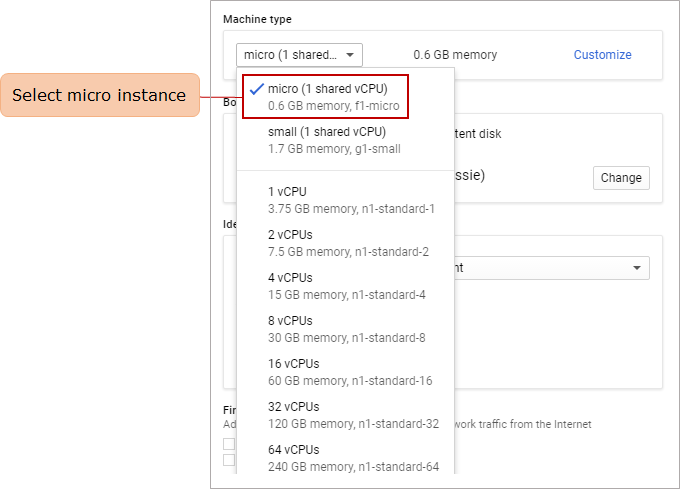 Machine type
micro (1 shared... 0.6 GB memory Customize
Select micro instance
micro (1 shared vCPU)
0.6 GB memory, f1-micro
Bo
small (1 shared vCPU)
1.7 GB memory, g1-small
tent disk
ssie)
Change
1 vCPU
3.75 GB memory, n1-standard-1
Ide
2 vCPUs
7.5 GB memory, n1-standard-2
nt
4 vCPUs
15 GB memory, n1-standard-4
8 vCPUs
30 GB memory, n1-standard-8
16 vCPUs
60 GB memory, n1-standard-16
32 vCPUs
Fir
120 GB memory, n1-standard-32
Ad
work traffic from the Internet
64 vCPUs
240 GB memory, n1-standard-64